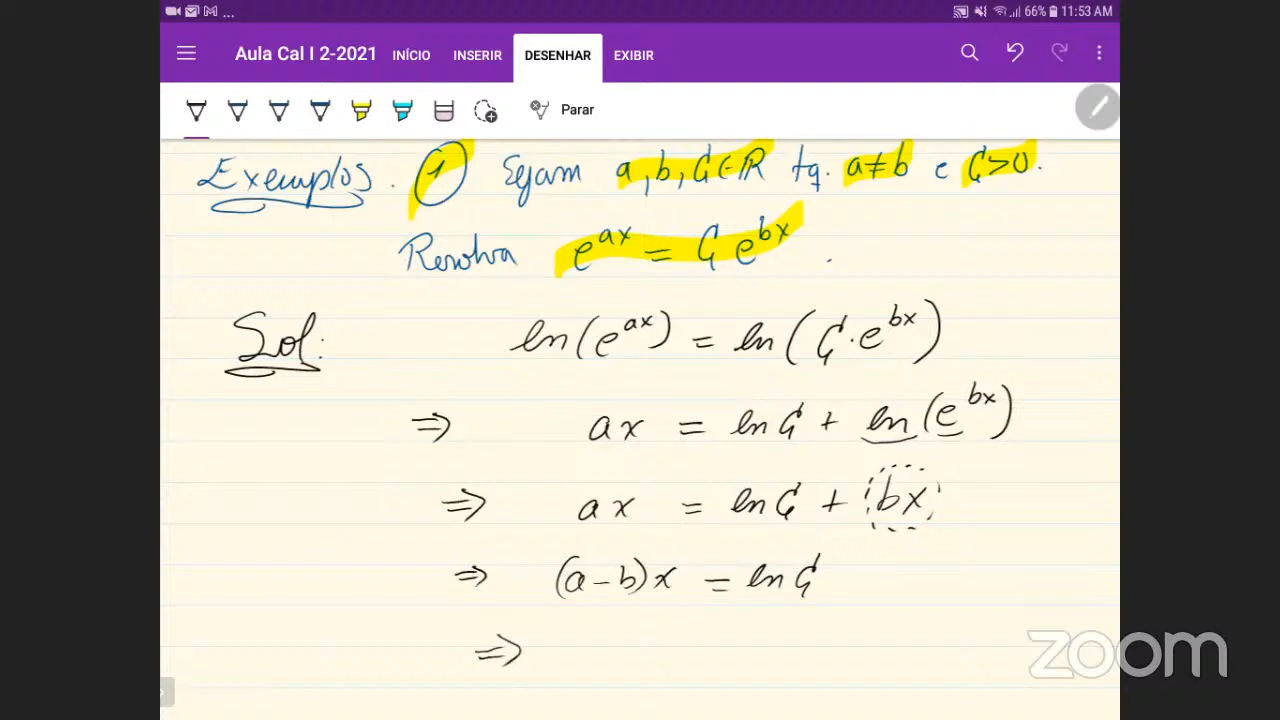 ... 66% 11:53 AM
Aula Cal I 2-2021 INÍCIO INSERIR DESENHAR EXIBIR
Parar
Exemplos. 1 Sejam a, b, C ∈ ℝ tq. a ≠ b e C > 0.
Resolva e^{ax} = C e^{bx}.
Sol: ln(e^{ax}) = ln(C·e^{bx})
⇒ ax = ln C + ln(e^{bx})
⇒ ax = ln C + bx
⇒ (a-b)x = ln C
⇒
zoom